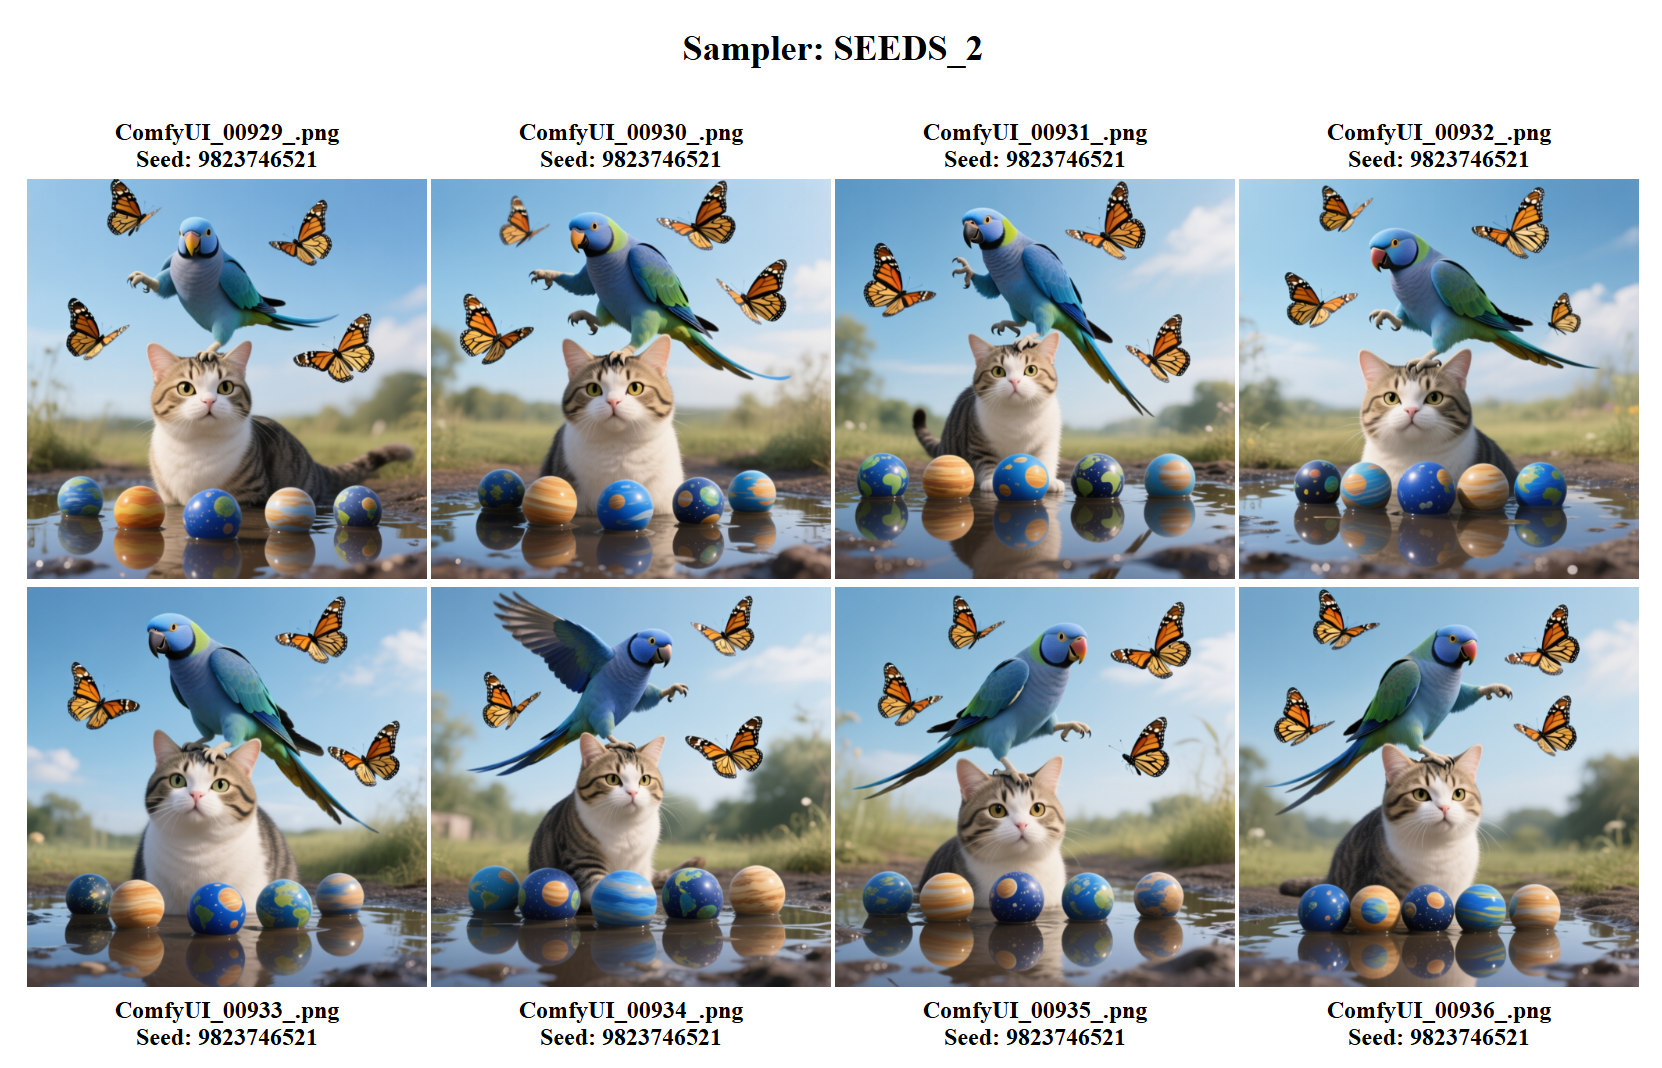 Sampler: SEEDS_2
ComfyUI_00929_.png
Seed: 9823746521
ComfyUI_00930_.png
Seed: 9823746521
ComfyUI_00931_.png
Seed: 9823746521
ComfyUI_00932_.png
Seed: 9823746521
ComfyUI_00933_.png
Seed: 9823746521
ComfyUI_00934_.png
Seed: 9823746521
ComfyUI_00935_.png
Seed: 9823746521
ComfyUI_00936_.png
Seed: 9823746521